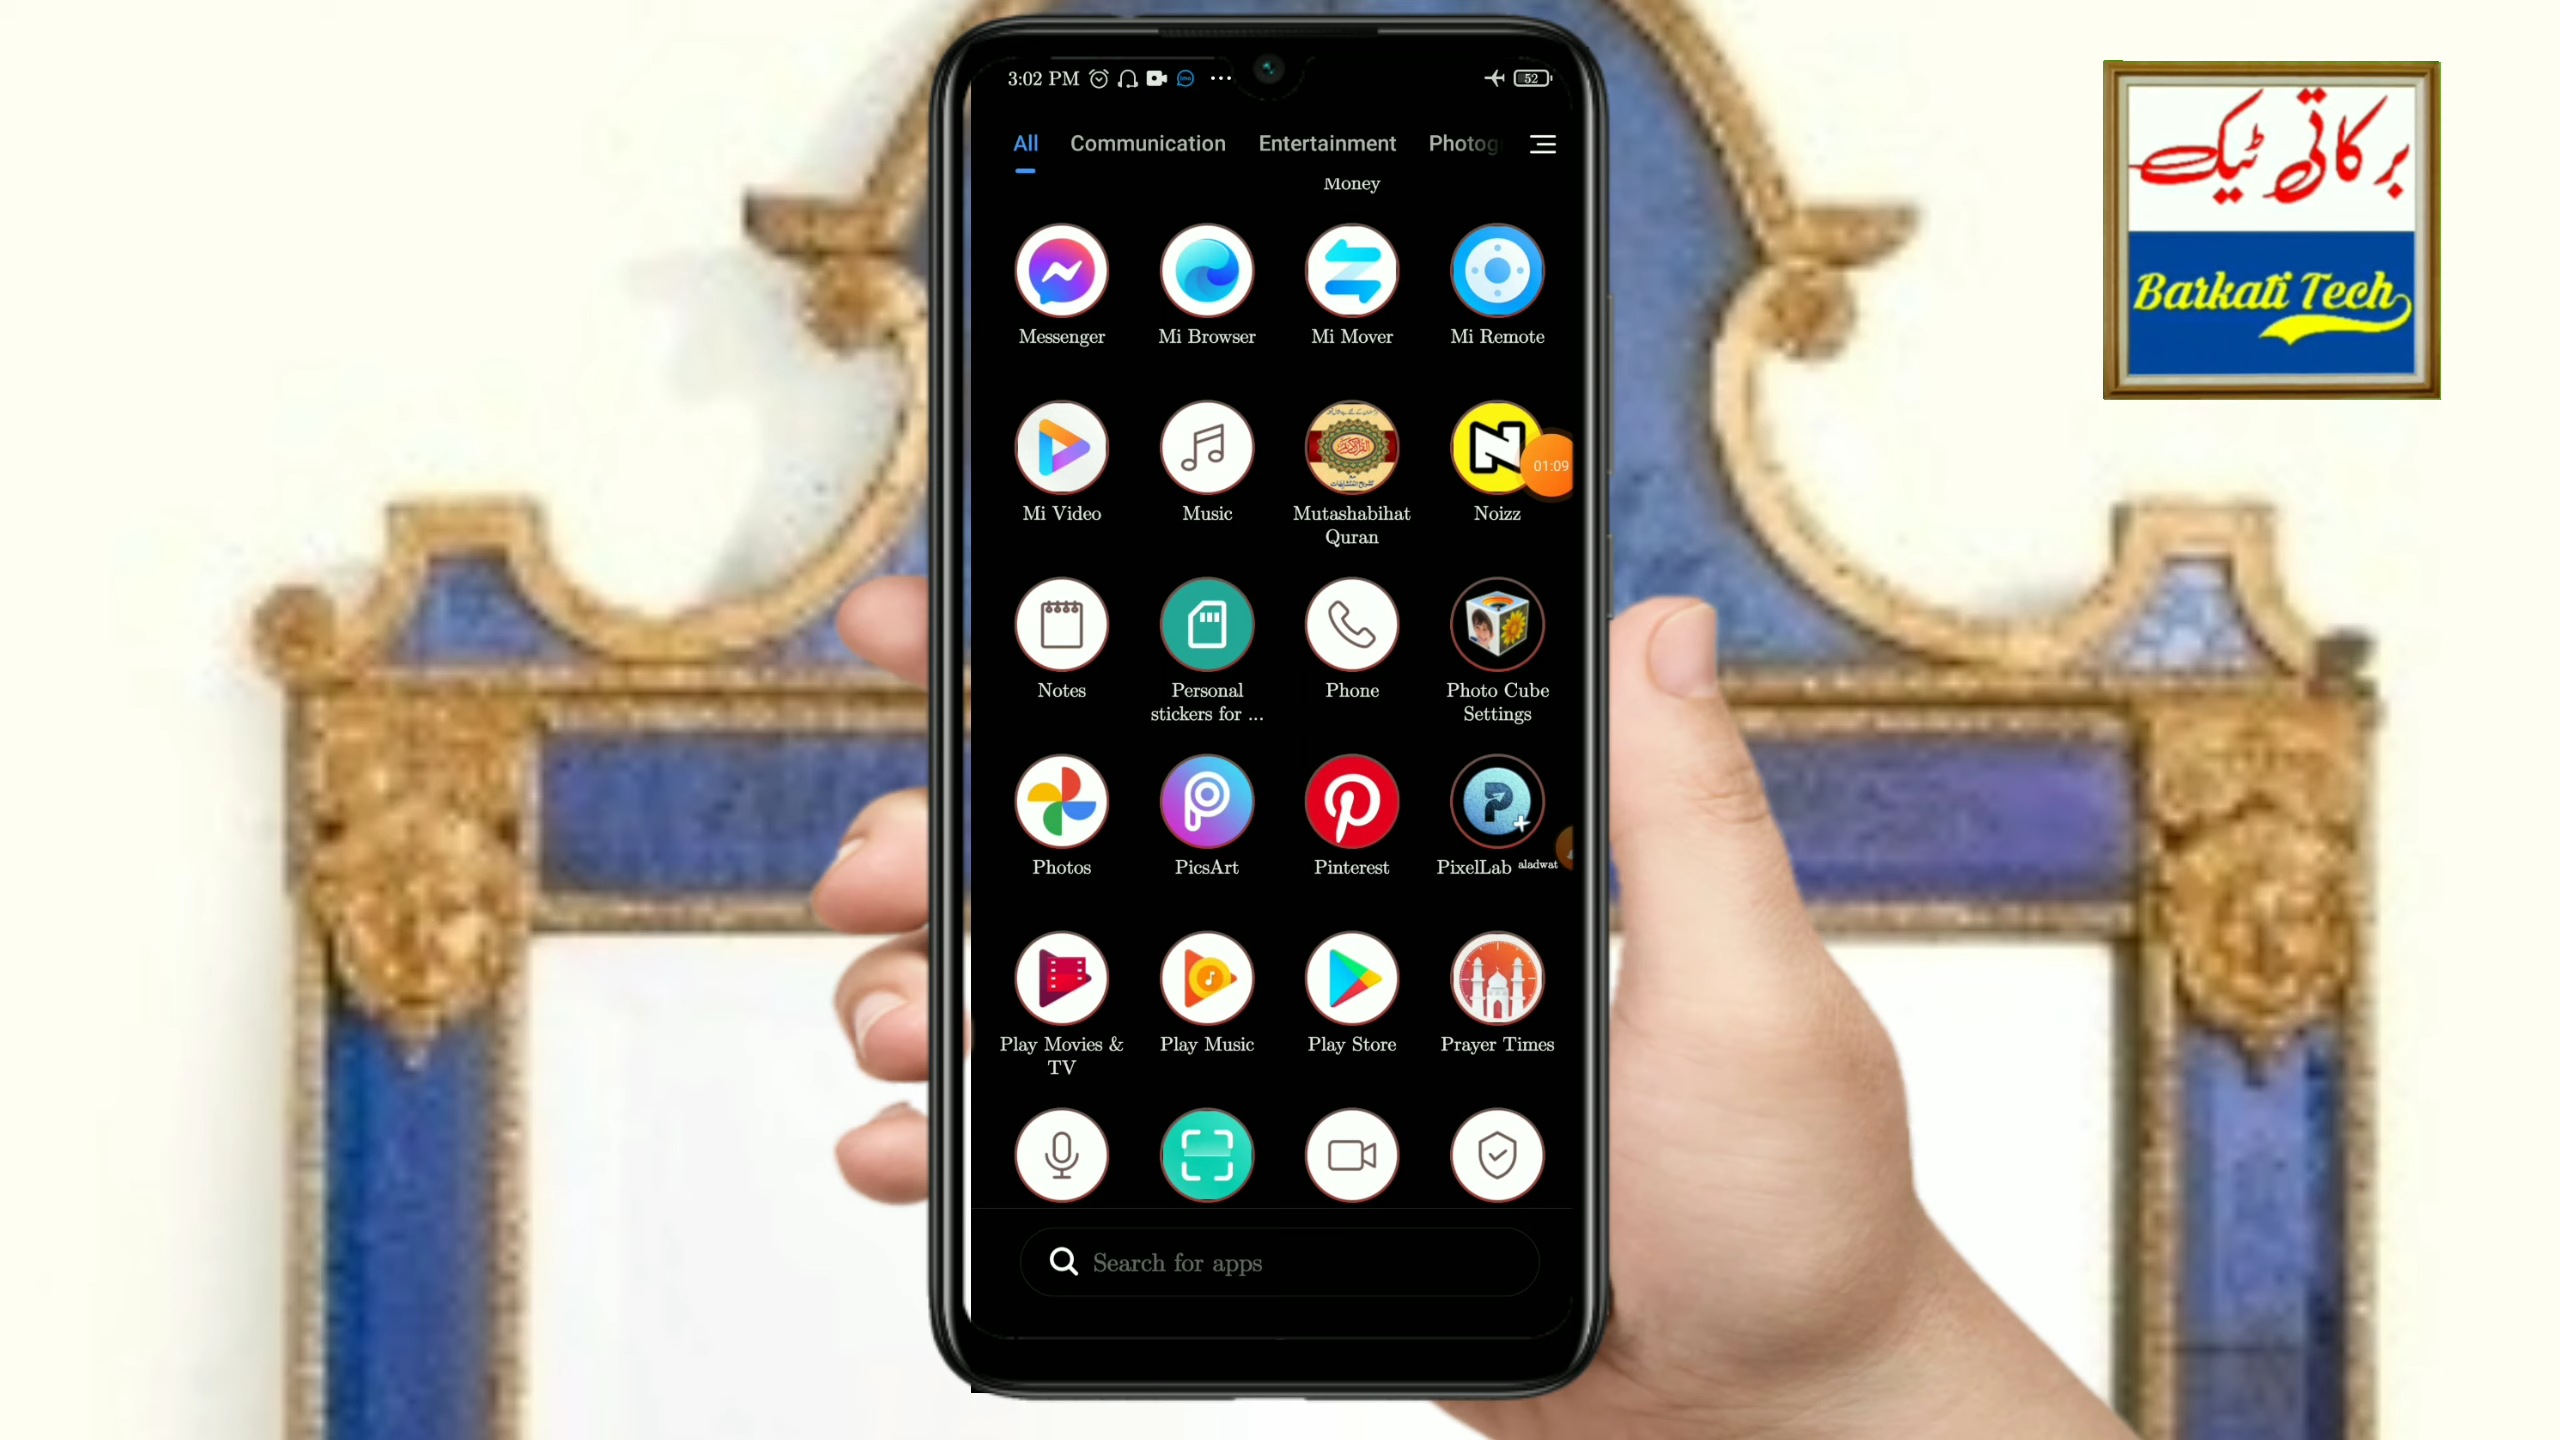 3:02 PM
52
All Communication Entertainment Photog
Money
Messenger Mi Browser Mi Mover Mi Remote
01:09
Mi Video Music Mutashabihat Quran Noizz
Notes Personal stickers for ... Phone Photo Cube Settings
Photos PicsArt Pinterest PixelLab aladwat
Play Movies & TV Play Music Play Store Prayer Times
Search for apps
برکاتی ٹیک
Barkati Tech